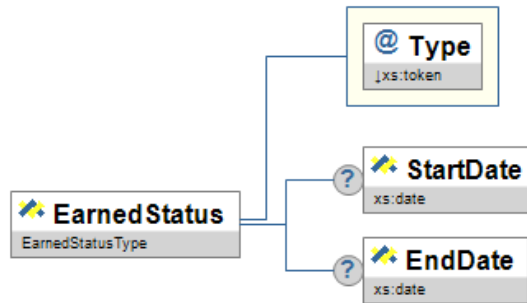 @ Type
↓xs:token
? StartDate
xs:date
EarnedStatus
EarnedStatusType
? EndDate
xs:date